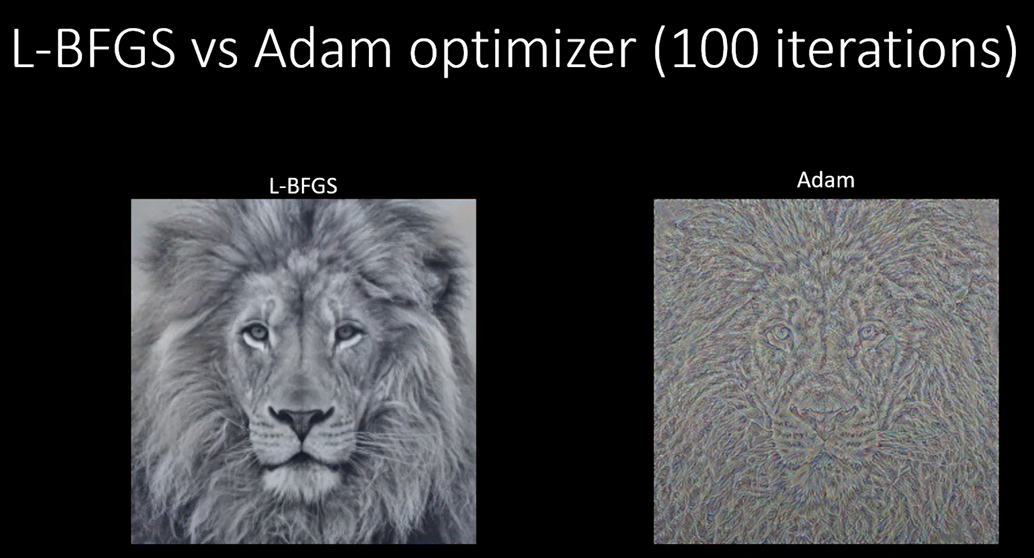 L-BFGS vs Adam optimizer (100 iterations)
L-BFGS
Adam